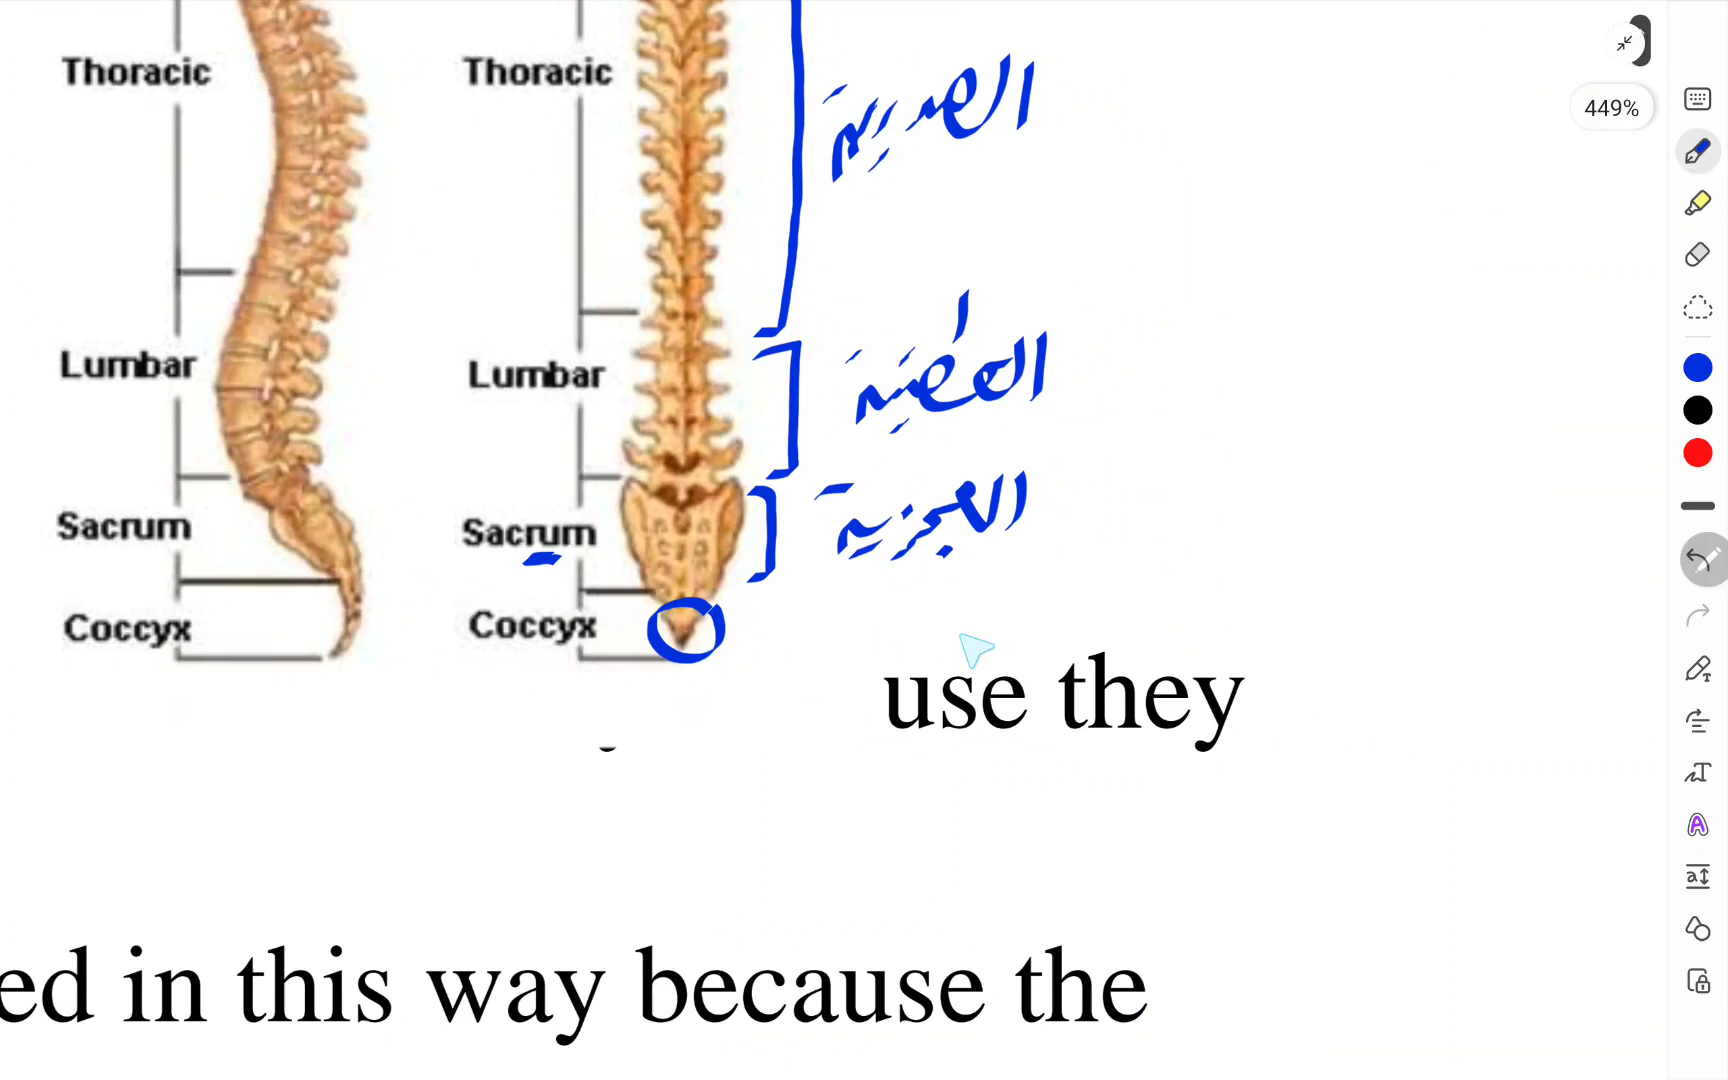 449%
Thoracic Thoracic الصدرية
Lumbar Lumbar القطنية
Sacrum Sacrum العجزية
Coccyx Coccyx
use they
ed in this way because the